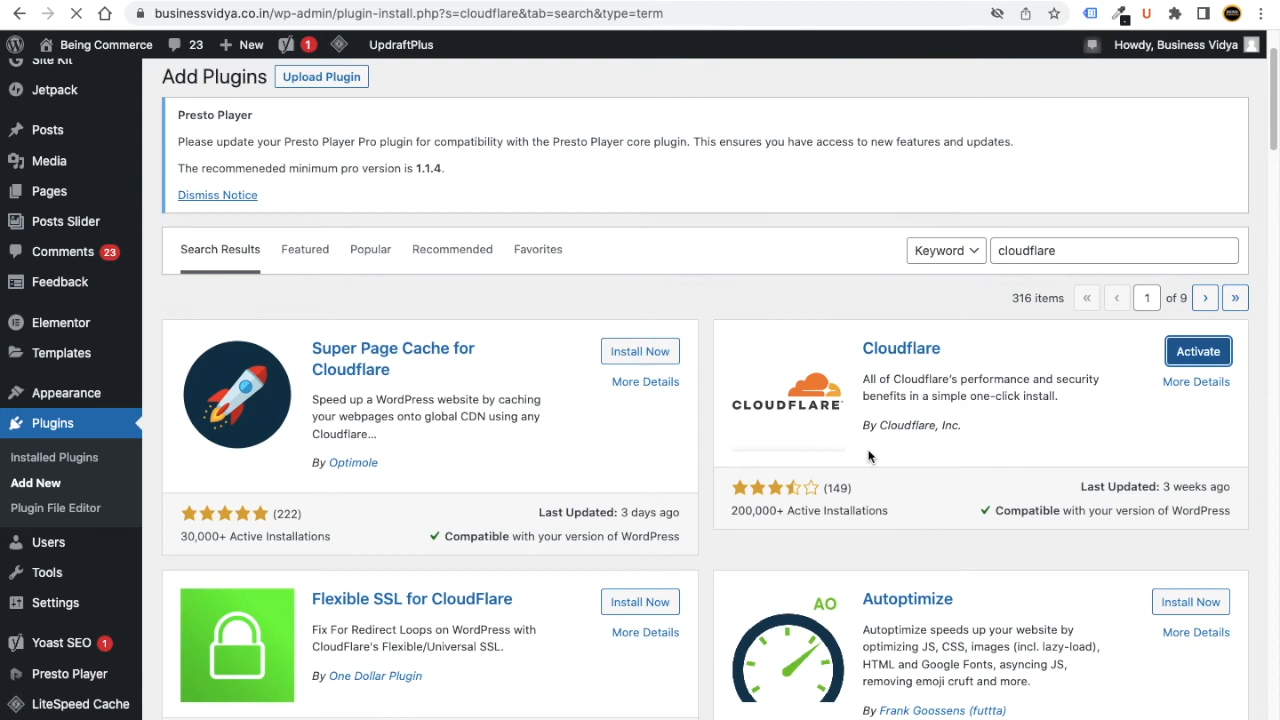 businessvidya.co.in/wp-admin/plugin-install.php?s=cloudflare&tab=search&type=term
Being Commerce 23 + New 1 UpdraftPlus Howdy, Business Vidya
Site Kit
Jetpack
Posts
Media
Pages
Posts Slider
Comments 23
Feedback
Elementor
Templates
Appearance
Plugins
Installed Plugins
Add New
Plugin File Editor
Users
Tools
Settings
Yoast SEO 1
Presto Player
LiteSpeed Cache
Add Plugins Upload Plugin
Presto Player
Please update your Presto Player Pro plugin for compatibility with the Presto Player core plugin. This ensures you have access to new features and updates.
The recommeneded minimum pro version is 1.1.4.
Dismiss Notice
Search Results Featured Popular Recommended Favorites Keyword cloudflare
316 items « ‹ 1 of 9 › »
Super Page Cache for
Cloudflare
Install Now
More Details
Speed up a WordPress website by caching
your webpages onto global CDN using any
Cloudflare...
By Optimole
(222)
Last Updated: 3 days ago
30,000+ Active Installations
✓ Compatible with your version of WordPress
CLOUDFLARE
Cloudflare
Activate
More Details
All of Cloudflare's performance and security
benefits in a simple one-click install.
By Cloudflare, Inc.
(149)
Last Updated: 3 weeks ago
200,000+ Active Installations
✓ Compatible with your version of WordPress
Flexible SSL for CloudFlare
Install Now
More Details
Fix For Redirect Loops on WordPress with
CloudFlare's Flexible/Universal SSL.
By One Dollar Plugin
AO
Autoptimize
Install Now
More Details
Autoptimize speeds up your website by
optimizing JS, CSS, images (incl. lazy-load),
HTML and Google Fonts, asyncing JS,
removing emoji cruft and more.
By Frank Goossens (futtta)